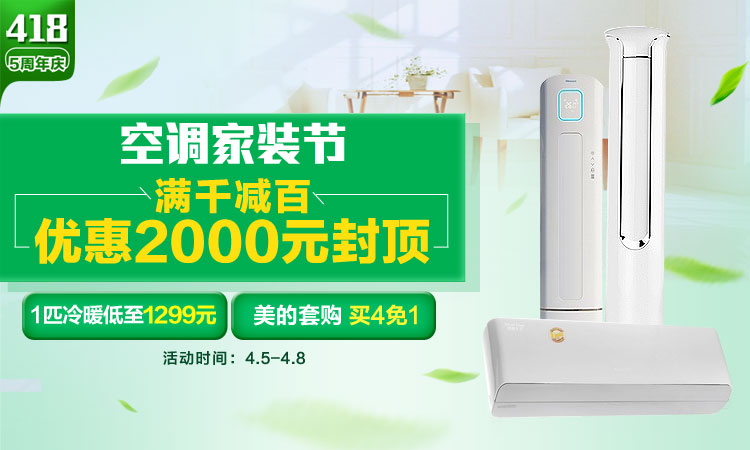 418
5周年庆
空调家装节
满千减百
优惠2000元封顶
1匹冷暖低至1299元
美的套购 买4免1
活动时间：4.5-4.8